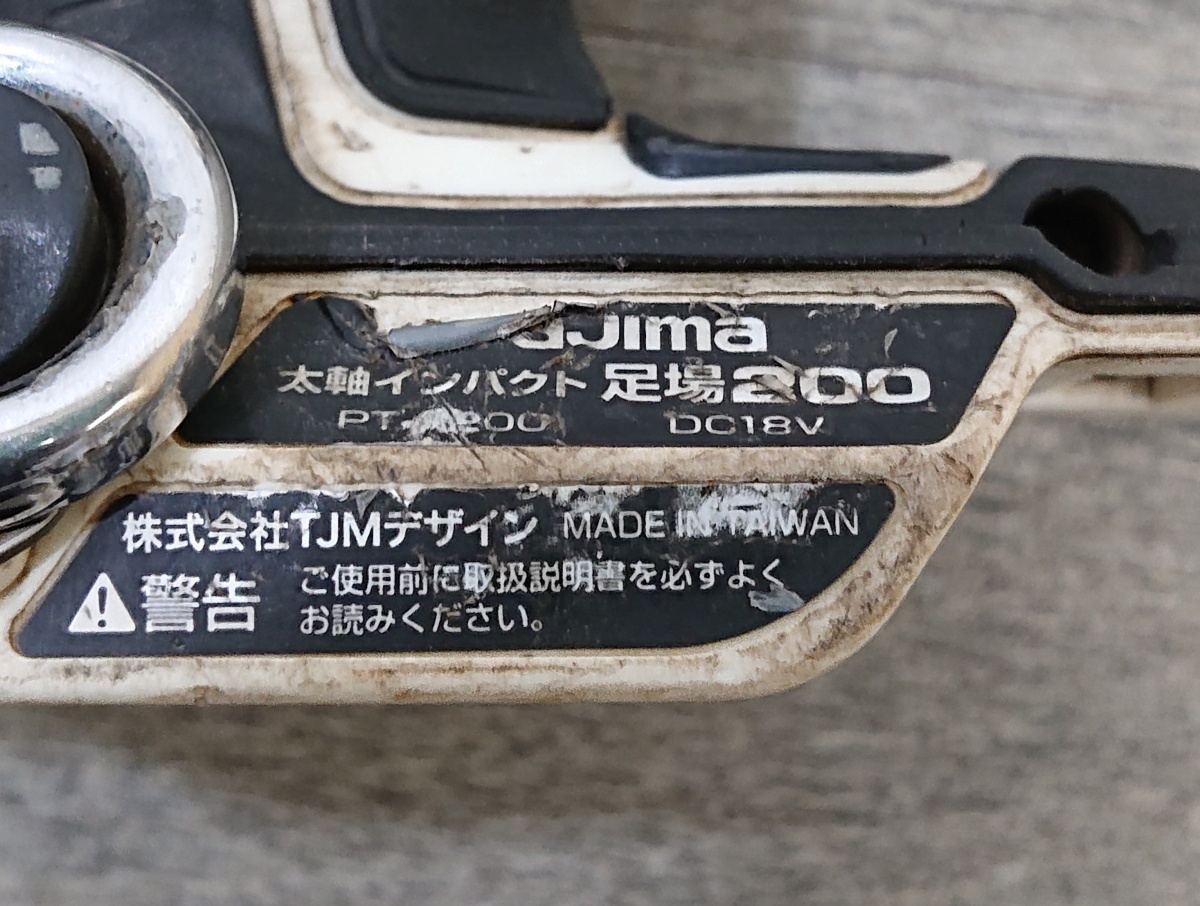 ajima
太軸インパクト 足場200
DC18V
株式会社TJMデザイン MADE IN TAIWAN
警告 ご使用前に取扱説明書を必ずよく
お読みください。